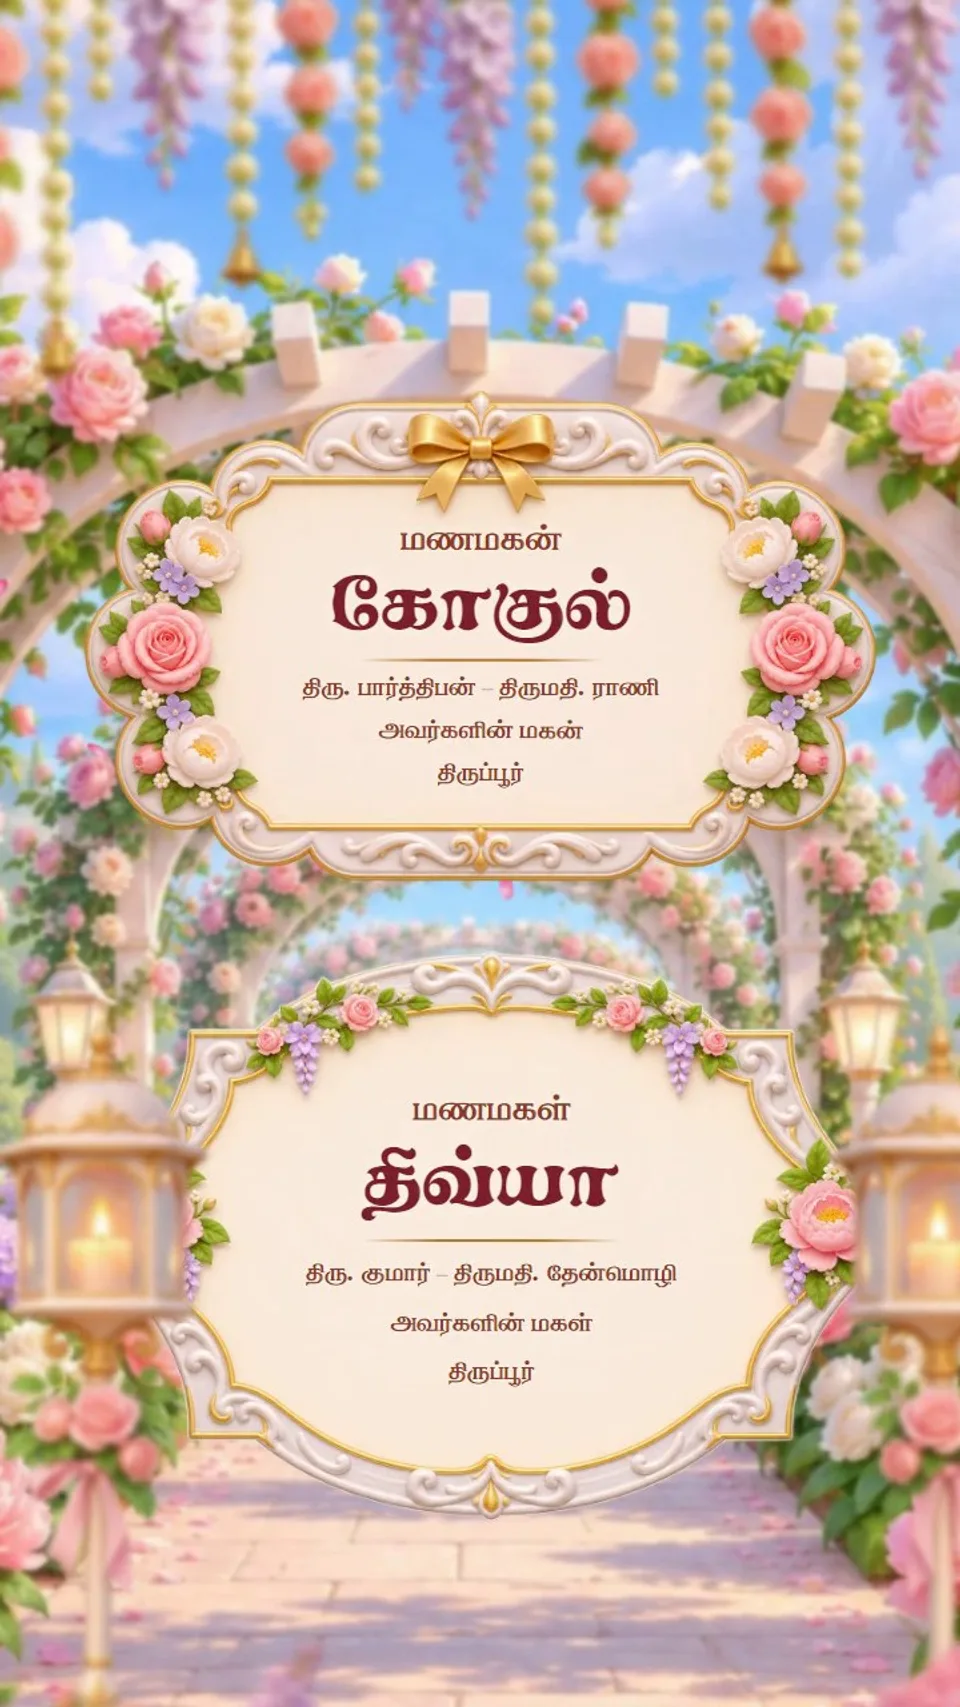 மணமகன்
கோகுல்
திரு. பார்த்திபன் – திருமதி. ராணி
அவர்களின் மகன்
திருப்பூர்
மணமகள்
திவ்யா
திரு. குமார் – திருமதி. தேன்மொழி
அவர்களின் மகள்
திருப்பூர்